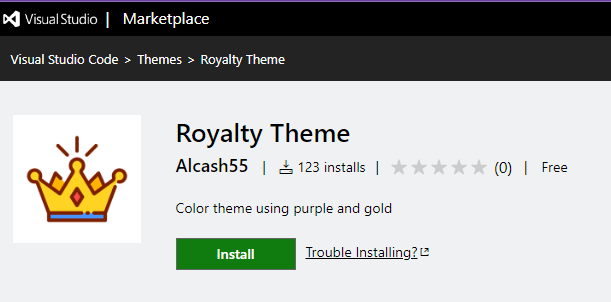 Visual Studio | Marketplace
Visual Studio Code > Themes > Royalty Theme
Royalty Theme
Alcash55 | 123 installs | (0) | Free
Color theme using purple and gold
Install Trouble Installing?